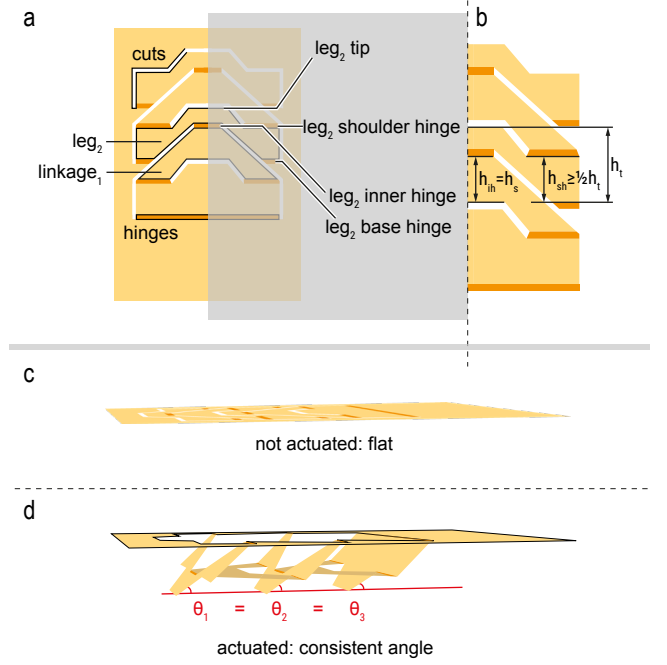 a
b
cuts
leg₂ tip
leg₂
leg₂ shoulder hinge
linkage₁
leg₂ inner hinge
leg₂ base hinge
hinges
hᵢₕ=hₛ
hₛₕ≥½hₜ
hₜ
c
not actuated: flat
d
θ₁ = θ₂ = θ₃
actuated: consistent angle